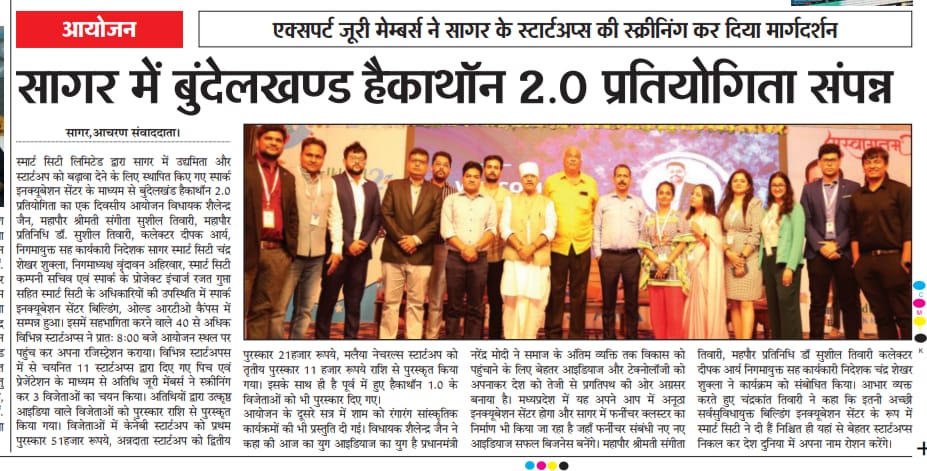 आयोजन
एक्सपर्ट जूरी मेम्बर्स ने सागर के स्टार्टअप्स की स्क्रीनिंग कर दिया मार्गदर्शन
सागर में बुंदेलखण्ड हैकाथॉन 2.0 प्रतियोगिता संपन्न
सागर,आचरण संवाददाता।
स्मार्ट सिटी लिमिटेड द्वारा सागर में उद्यमिता और
स्टार्टअप को बढ़ावा देने के लिए स्थापित किए गए स्पार्क
इनक्यूबेशन सेंटर के माध्यम से बुंदेलखंड हैकाथॉन 2.0
प्रतियोगिता का एक दिवसीय आयोजन विधायक शैलेन्द्र
जैन, महापौर श्रीमती संगीता सुशील तिवारी, महापौर
प्रतिनिधि डॉ. सुशील तिवारी, कलेक्टर दीपक आर्य,
निगमायुक्त सह कार्यकारी निदेशक सागर स्मार्ट सिटी चंद्र
शेखर शुक्ला, निगमाध्यक्ष वृंदावन अहिरवार, स्मार्ट सिटी
कम्पनी सचिव एवं स्पार्क के प्रोजेक्ट इंचार्ज रजत गुप्ता
सहित स्मार्ट सिटी के अधिकारियों की उपस्थिति में स्पार्क
इनक्यूबेशन सेंटर बिल्डिंग, ओल्ड आरटीओ कैंपस में
सम्पन्न हुआ। इसमें सहभागिता करने वाले 40 से अधिक
विभिन्न स्टार्टअप्स ने प्रातः 8:00 बजे आयोजन स्थल पर
पहुंच कर अपना रजिस्ट्रेशन कराया। विभिन्न स्टार्टअपस
में से चयनित 11 स्टार्टअप्स द्वारा दिए गए पिच एवं
प्रेजेंटेशन के माध्यम से अतिथि जूरी मेंबर्स ने स्क्रीनिंग
कर 3 विजेताओं का चयन किया। अतिथियों द्वारा उत्कृष्ठ
आइडिया वाले विजेताओं को पुरस्कार राशि से पुरस्कृत
किया गया। विजेताओं में केनेबी स्टार्टअप को प्रथम
पुरस्कार 51हजार रूपये, अन्नदाता स्टार्टअप को द्वितीय
पुरस्कार 21हजार रूपये, मलैया नेचरल्स स्टार्टअप को
तृतीय पुरस्कार 11 हजार रूपये राशि से पुरस्कृत किया
गया। इसके साथ ही है पूर्व में हुए हैकाथॉन 1.0 के
विजेताओं को भी पुरस्कार दिए गए।
आयोजन के दूसरे सत्र में शाम को रंगारंग सांस्कृतिक
कार्यक्रमों की भी प्रस्तुति दी गई। विधायक शैलेन्द्र जैन ने
कहा की आज का युग आइडियाज का युग है प्रधानमंत्री
नरेंद्र मोदी ने समाज के अंतिम व्यक्ति तक विकास को
पहुंचाने के लिए बेहतर आइडियाज और टेक्नोलॉजी को
अपनाकर देश को तेजी से प्रगतिपथ की ओर अग्रसर
बनाया है। मध्यप्रदेश में यह अपने आप में अनूठा
इनक्यूबेशन सेंटर होगा और सागर में फर्नीचर क्लस्टर का
निर्माण भी किया जा रहा है जहाँ फर्नीचर संबंधी नए नए
आइडियाज सफल बिजनेस बनेंगे। महापौर श्रीमती संगीता
तिवारी, महपौर प्रतिनिधि डॉ सुशील तिवारी कलेक्टर
दीपक आर्य निगमायुक्त सह कार्यकारी निदेशक चंद्र शेखर
शुक्ला ने कार्यक्रम को संबोधित किया। आभार व्यक्त
करते हुए चंद्रकांत तिवारी ने कहा कि इतनी अच्छी
सर्वसुविधायुक्त बिल्डिंग इनक्यूबेशन सेंटर के रूप में
स्मार्ट सिटी ने दी हैं निश्चित ही यहां से बेहतर स्टार्टअप्स
निकल कर देश दुनिया में अपना नाम रोशन करेंगे।
C
M
K